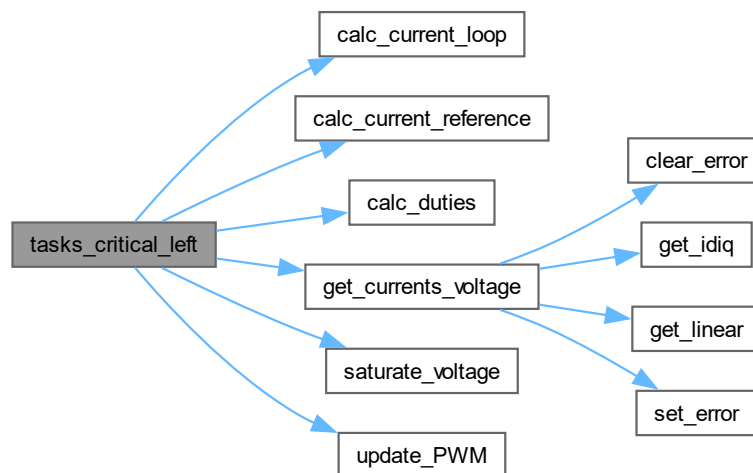 calc_current_loop
calc_current_reference
clear_error
calc_duties
tasks_critical_left
get_idiq
get_currents_voltage
get_linear
saturate_voltage
set_error
update_PWM